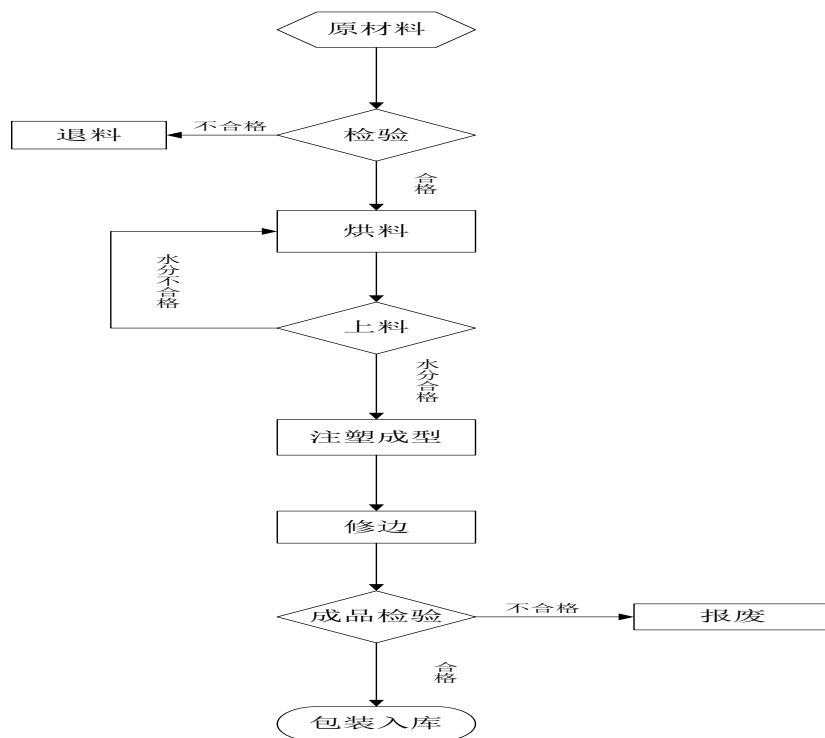 原材料
检验
不合格
退料
合格
烘料
水分不合格
上料
水分合格
注塑成型
修边
成品检验
不合格
报废
合格
包装入库